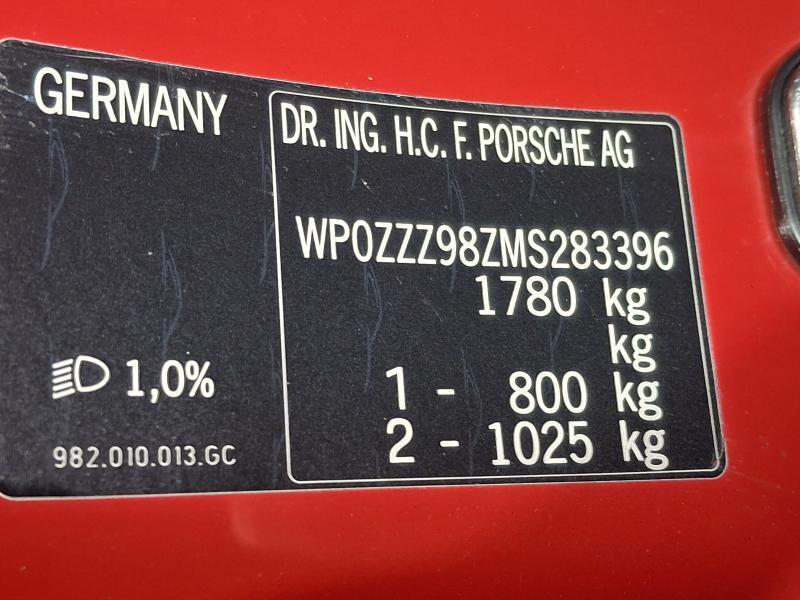 GERMANY
DR. ING. H.C. F. PORSCHE AG
WP0ZZZ98ZMS283396
1780 kg
kg
1 - 800 kg
2 - 1025 kg
1,0%
982.010.013.GC